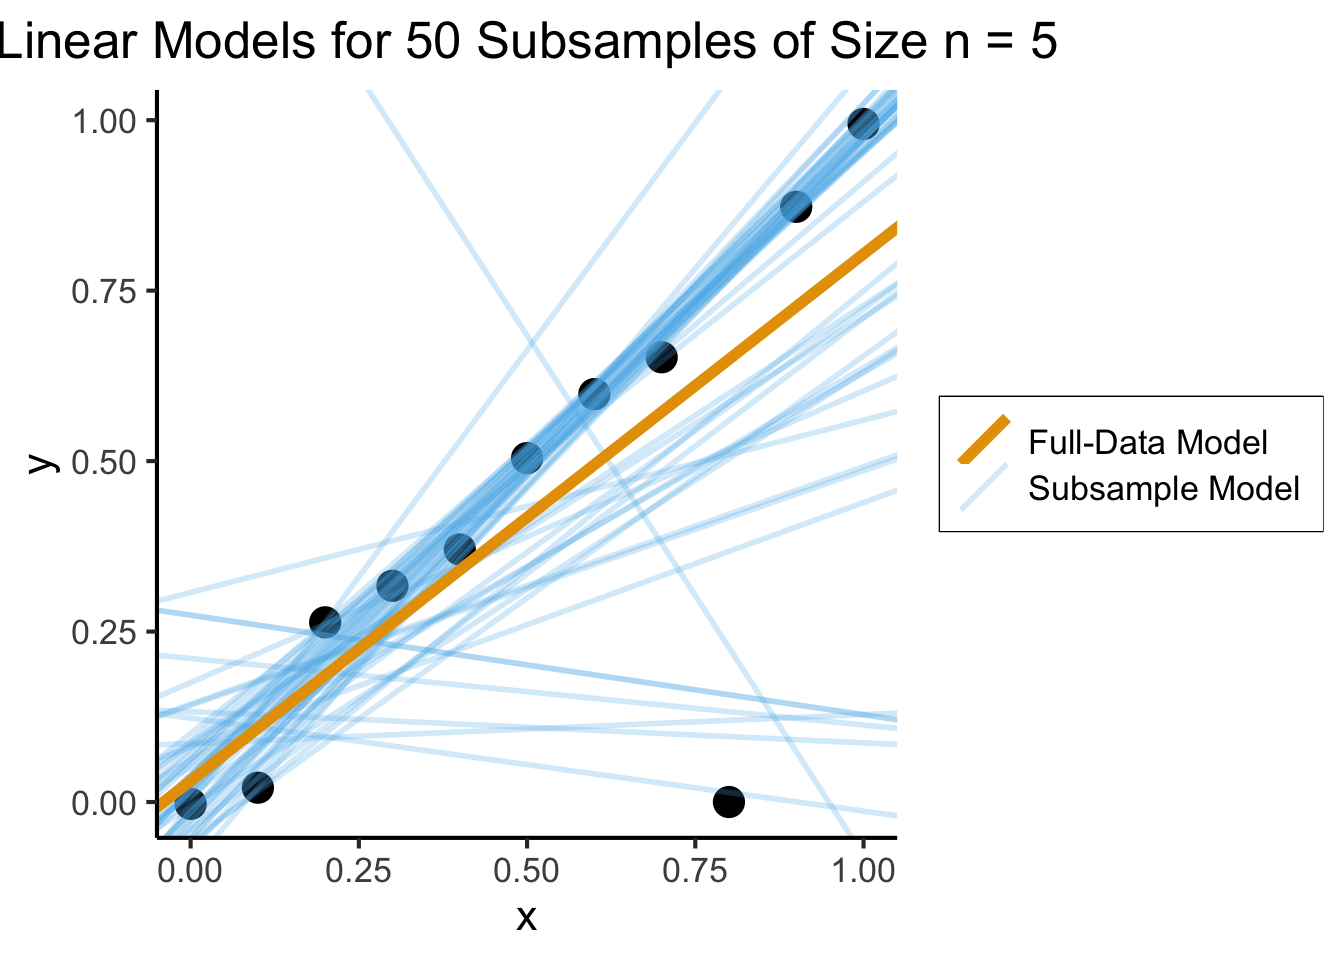 Linear Models for 50 Subsamples of Size n = 5
1.00
0.75
0.50
0.25
0.00
y
0.00 0.25 0.50 0.75 1.00
x
Full-Data Model
Subsample Model